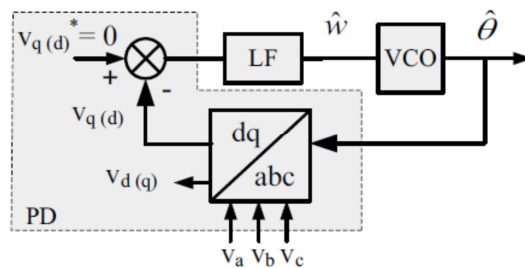 v_q (d)^* = 0
+
-
LF
ŵ
VCO
θ̂
v_q (d)
dq
abc
v_d (q)
PD
v_a v_b v_c